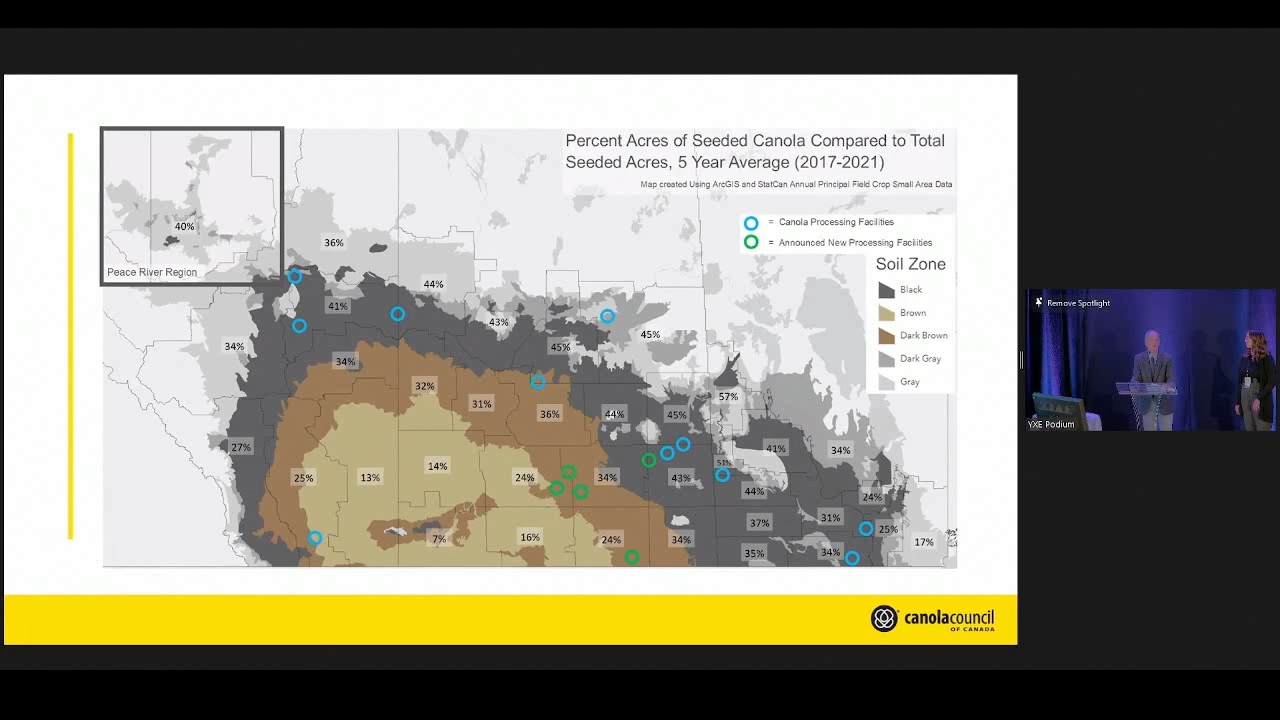 Percent Acres of Seeded Canola Compared to Total
Seeded Acres, 5 Year Average (2017-2021)
Map created Using ArcGIS and StatCan Annual Principal Field Crop Small Area Data
= Canola Processing Facilities
= Announced New Processing Facilities
Soil Zone
Black
Brown
Dark Brown
Dark Gray
Gray
40%
Peace River Region
36%
44%
41%
43%
45%
45%
34%
34%
32%
31%
36%
44%
45%
57%
27%
25%
13%
14%
24%
34%
43%
51%
41%
34%
44%
24%
7%
16%
24%
34%
37%
31%
25%
35%
34%
17%
canolacouncil
OF CANADA
Remove Spotlight
YXE Podium